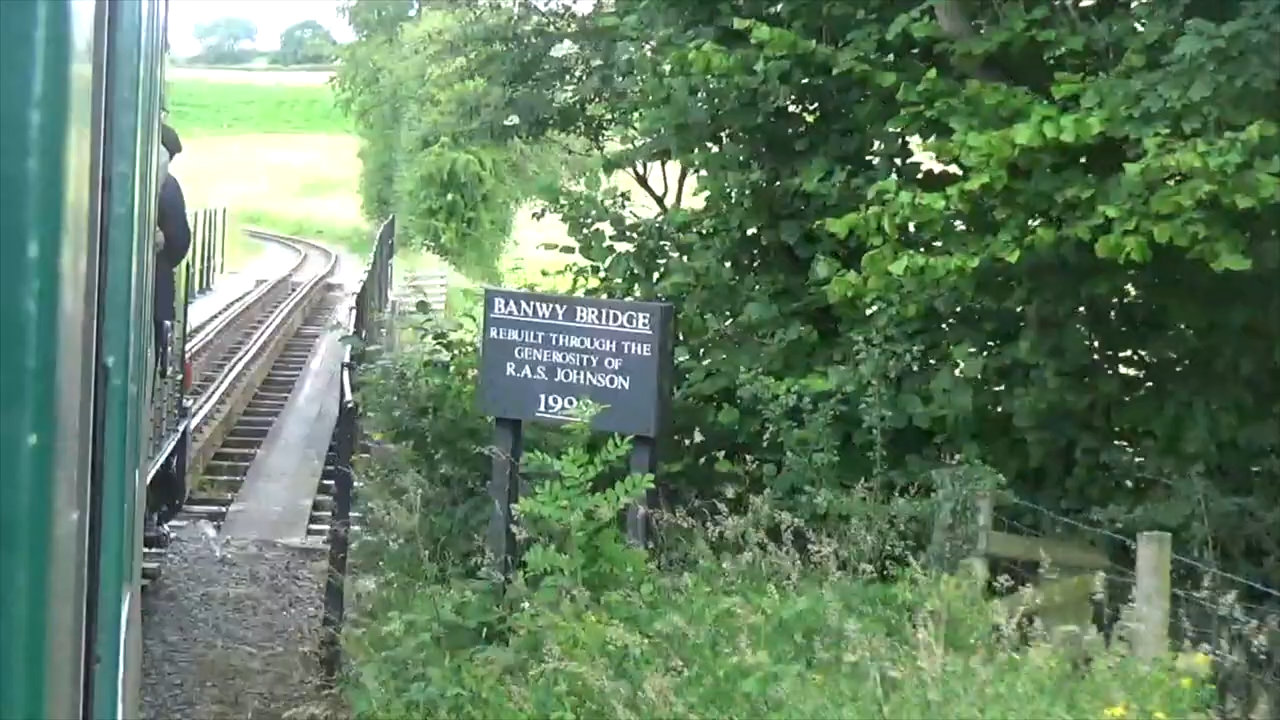 BANWY BRIDGE
REBUILT THROUGH THE
GENEROSITY OF
R.A.S. JOHNSON